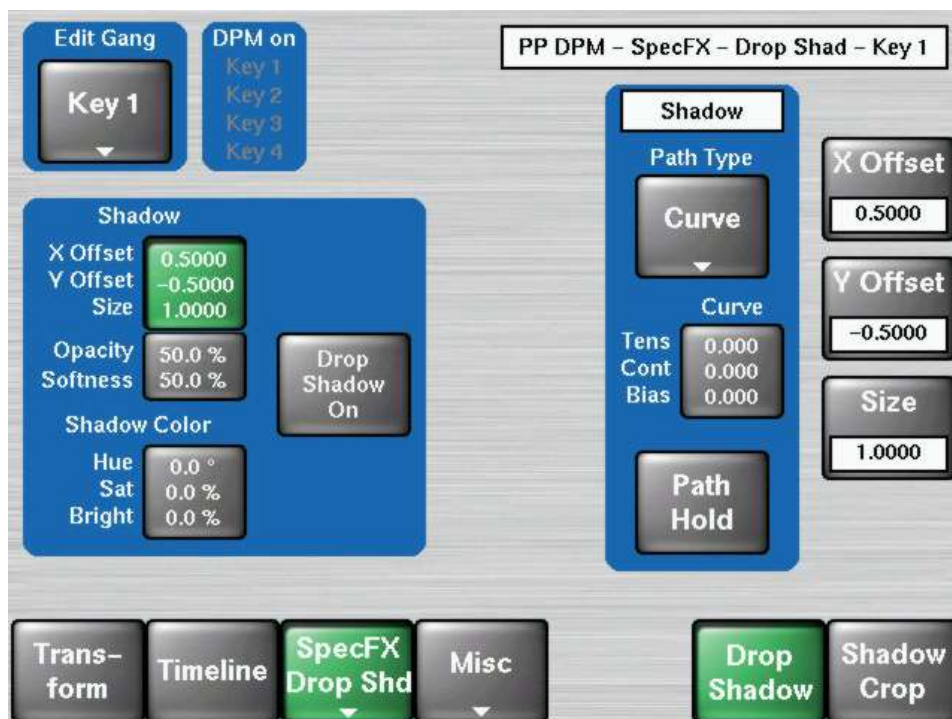 Edit Gang
Key 1
DPM on
Key 1
Key 2
Key 3
Key 4
PP DPM – SpecFX – Drop Shad – Key 1
Shadow
X Offset 0.5000
Y Offset −0.5000
Size 1.0000
Opacity 50.0 %
Softness 50.0 %
Drop
Shadow
On
Shadow Color
Hue 0.0 °
Sat 0.0 %
Bright 0.0 %
Shadow
Path Type
Curve
Curve
Tens 0.000
Cont 0.000
Bias 0.000
Path
Hold
X Offset
0.5000
Y Offset
−0.5000
Size
1.0000
Trans–
form
Timeline
SpecFX
Drop Shd
Misc
Drop
Shadow
Shadow
Crop